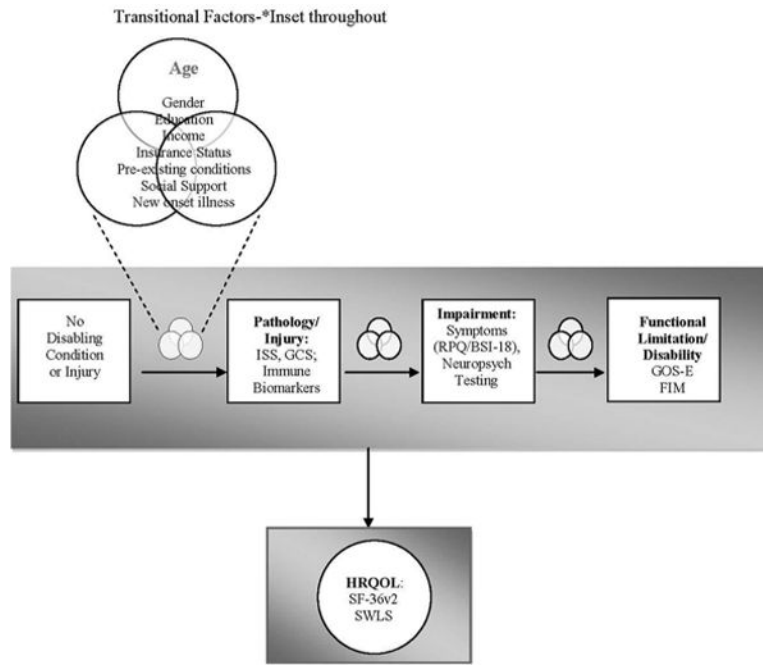 Transitional Factors-*Inset throughout
Age
Gender
Education
Income
Insurance Status
Pre-existing conditions
Social Support
New onset illness
No
Disabling
Condition
or Injury
Pathology/
Injury:
ISS, GCS;
Immune
Biomarkers
Impairment:
Symptoms
(RPQ/BSI-18),
Neuropsych
Testing
Functional
Limitation/
Disability
GOS-E
FIM
HRQOL:
SF-36v2
SWLS